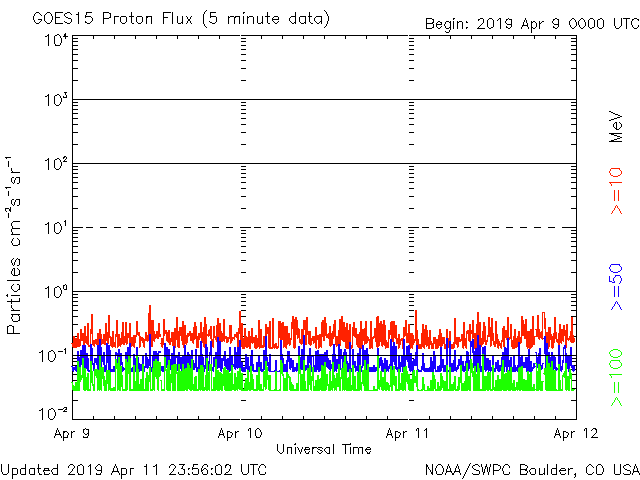 GOES15 Proton Flux (5 minute data)
Begin: 2019 Apr 9 0000 UTC
10⁴
10³
10²
10¹
10⁰
10⁻¹
10⁻²
Particles cm⁻²s⁻¹sr⁻¹
MeV
>=10
>=50
>=100
Apr 9 Apr 10 Apr 11 Apr 12
Universal Time
Updated 2019 Apr 11 23:56:02 UTC
NOAA/SWPC Boulder, CO USA